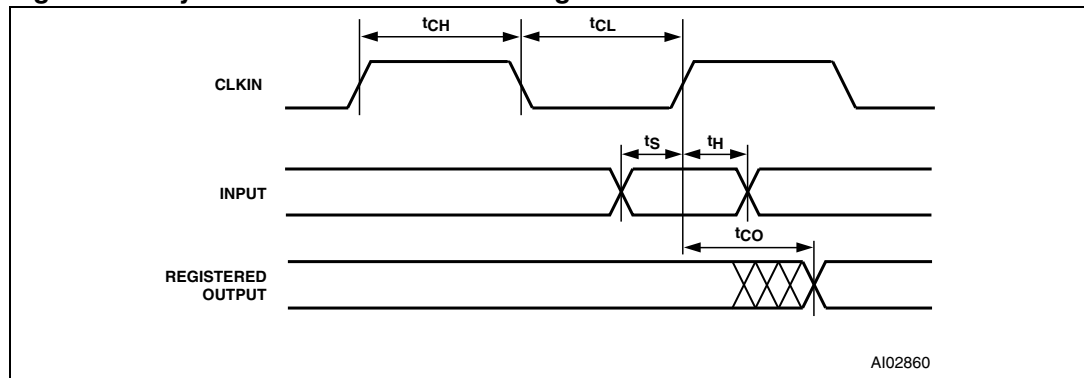 tCH
tCL
CLKIN
tS
tH
INPUT
tCO
REGISTERED
OUTPUT
AI02860